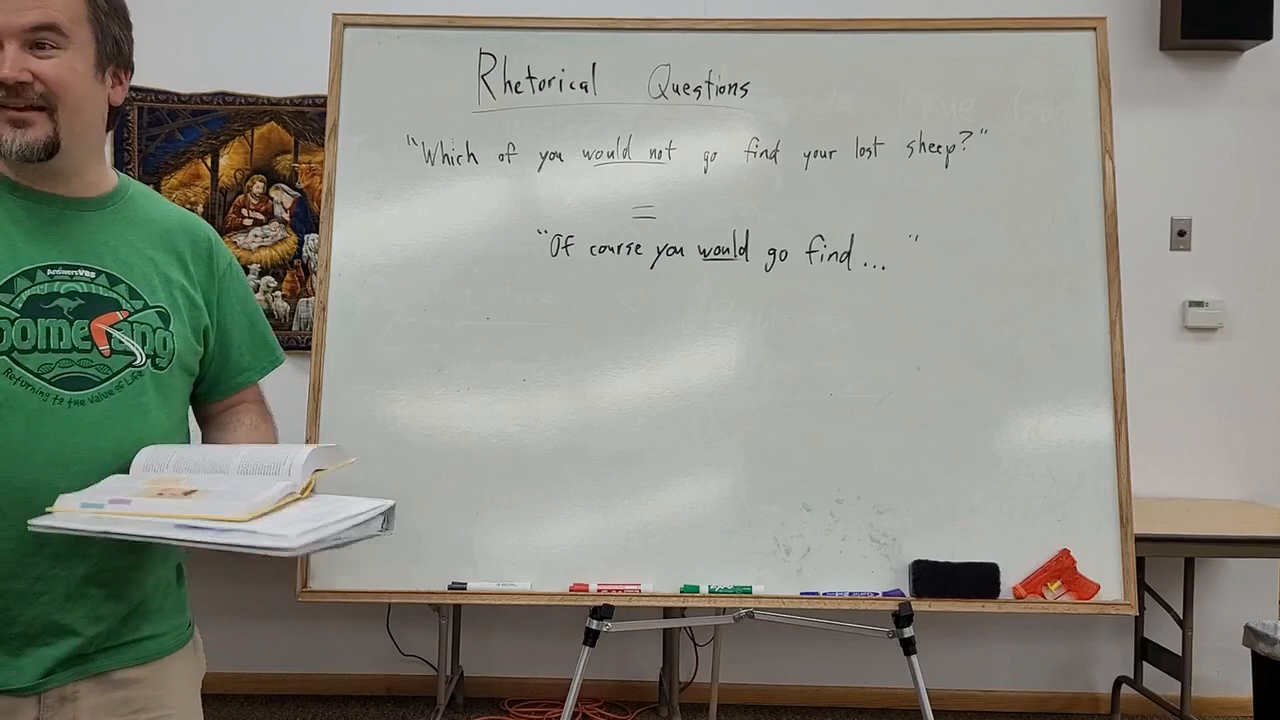 Rhetorical Questions
"Which of you would not go find your lost sheep?"
=
"Of course you would go find... "
AnswersVBS
Boomerang
Returning to the Value of Life